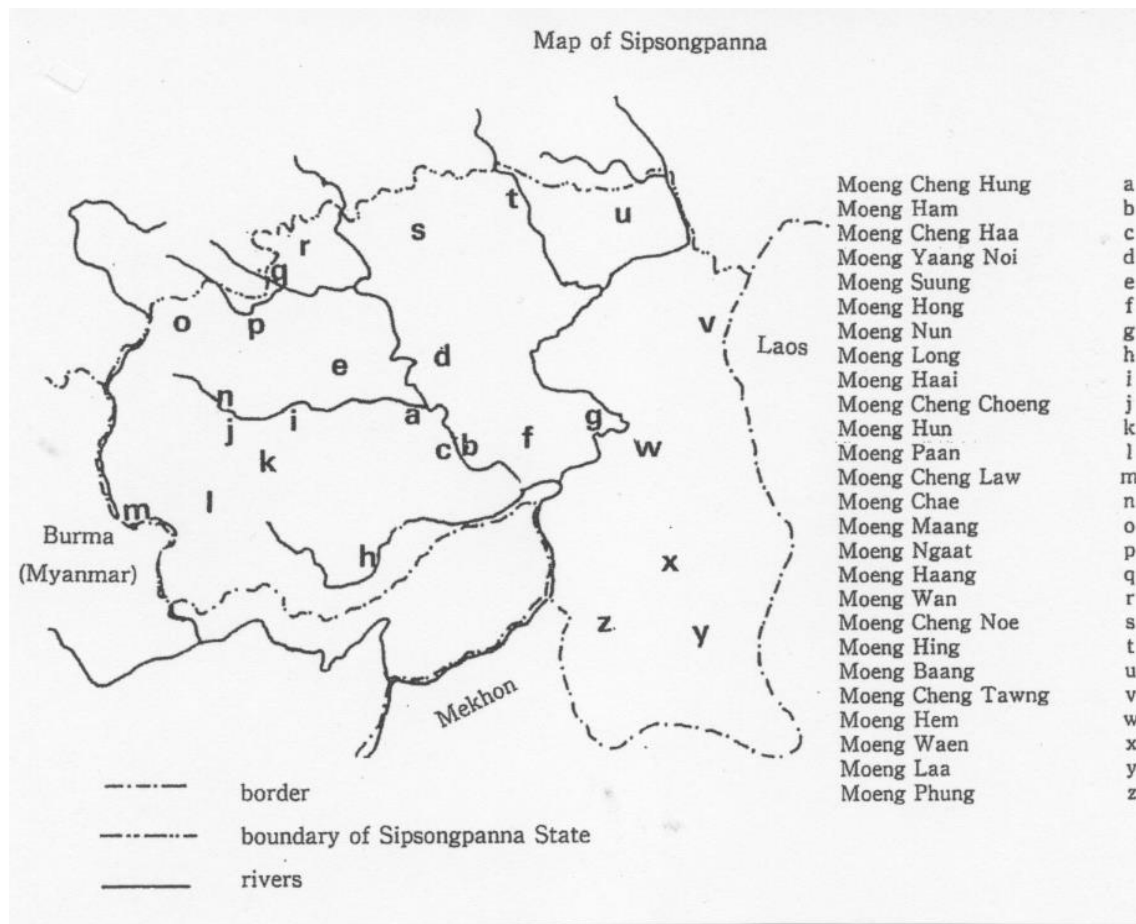 Map of Sipsongpanna
t
u
s
r
q
o
p
v
Laos
d
e
n
a
g
j
i
c b
f
w
k
l
m
Burma
(Myanmar)
h
x
z
y
Mekhon
border
boundary of Sipsongpanna State
rivers
Moeng Cheng Hung a
Moeng Ham b
Moeng Cheng Haa c
Moeng Yaang Noi d
Moeng Suung e
Moeng Hong f
Moeng Nun g
Moeng Long h
Moeng Haai i
Moeng Cheng Choeng j
Moeng Hun k
Moeng Paan l
Moeng Cheng Law m
Moeng Chae n
Moeng Maang o
Moeng Ngaat p
Moeng Haang q
Moeng Wan r
Moeng Cheng Noe s
Moeng Hing t
Moeng Baang u
Moeng Cheng Tawng v
Moeng Hem w
Moeng Waen x
Moeng Laa y
Moeng Phung z